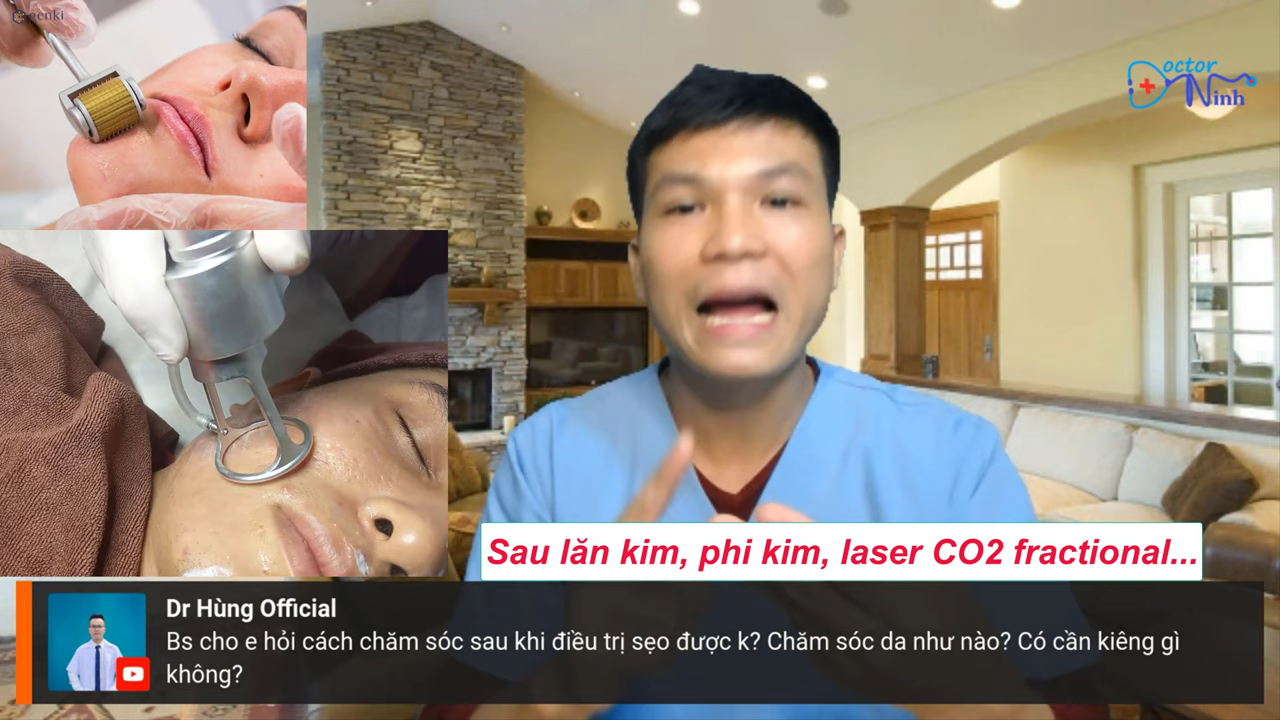 genki
Doctor
Ninh
Sau lăn kim, phi kim, laser CO2 fractional...
Dr Hùng Official
Bs cho e hỏi cách chăm sóc sau khi điều trị sẹo được k? Chăm sóc da như nào? Có cần kiêng gì
không?